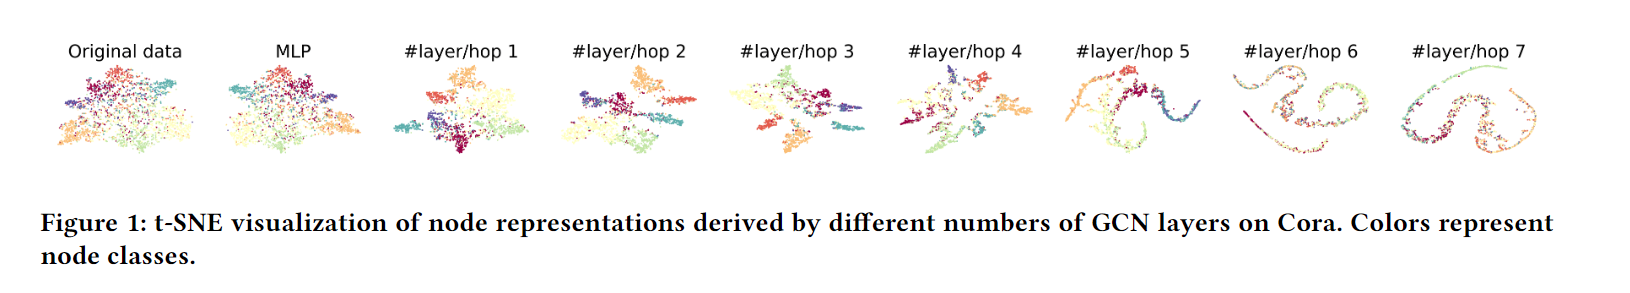 Original data MLP #layer/hop 1 #layer/hop 2 #layer/hop 3 #layer/hop 4 #layer/hop 5 #layer/hop 6 #layer/hop 7
Figure 1: t-SNE visualization of node representations derived by different numbers of GCN layers on Cora. Colors represent
node classes.